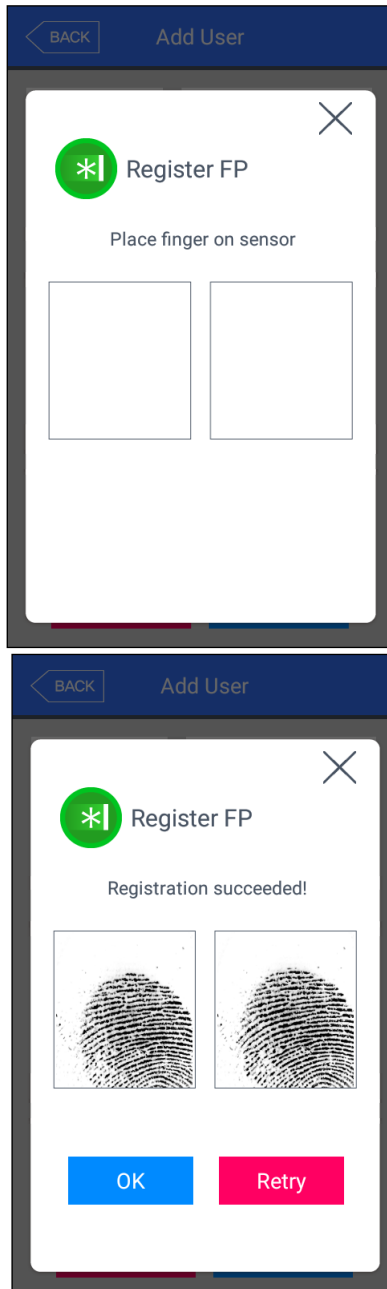 BACK Add User
*
Register FP
Place finger on sensor
BACK Add User
*
Register FP
Registration succeeded!
OK Retry